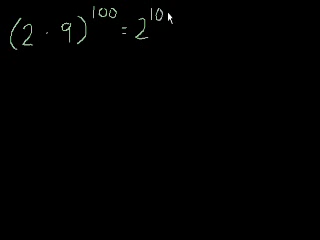 (2 · 9)^100 = 2^10